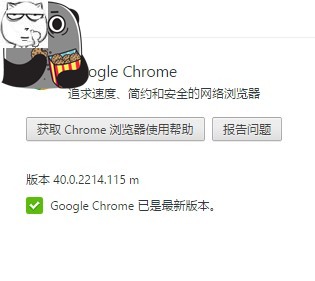 Google Chrome
追求速度、简约和安全的网络浏览器
获取 Chrome 浏览器使用帮助
报告问题
版本 40.0.2214.115 m
Google Chrome 已是最新版本。